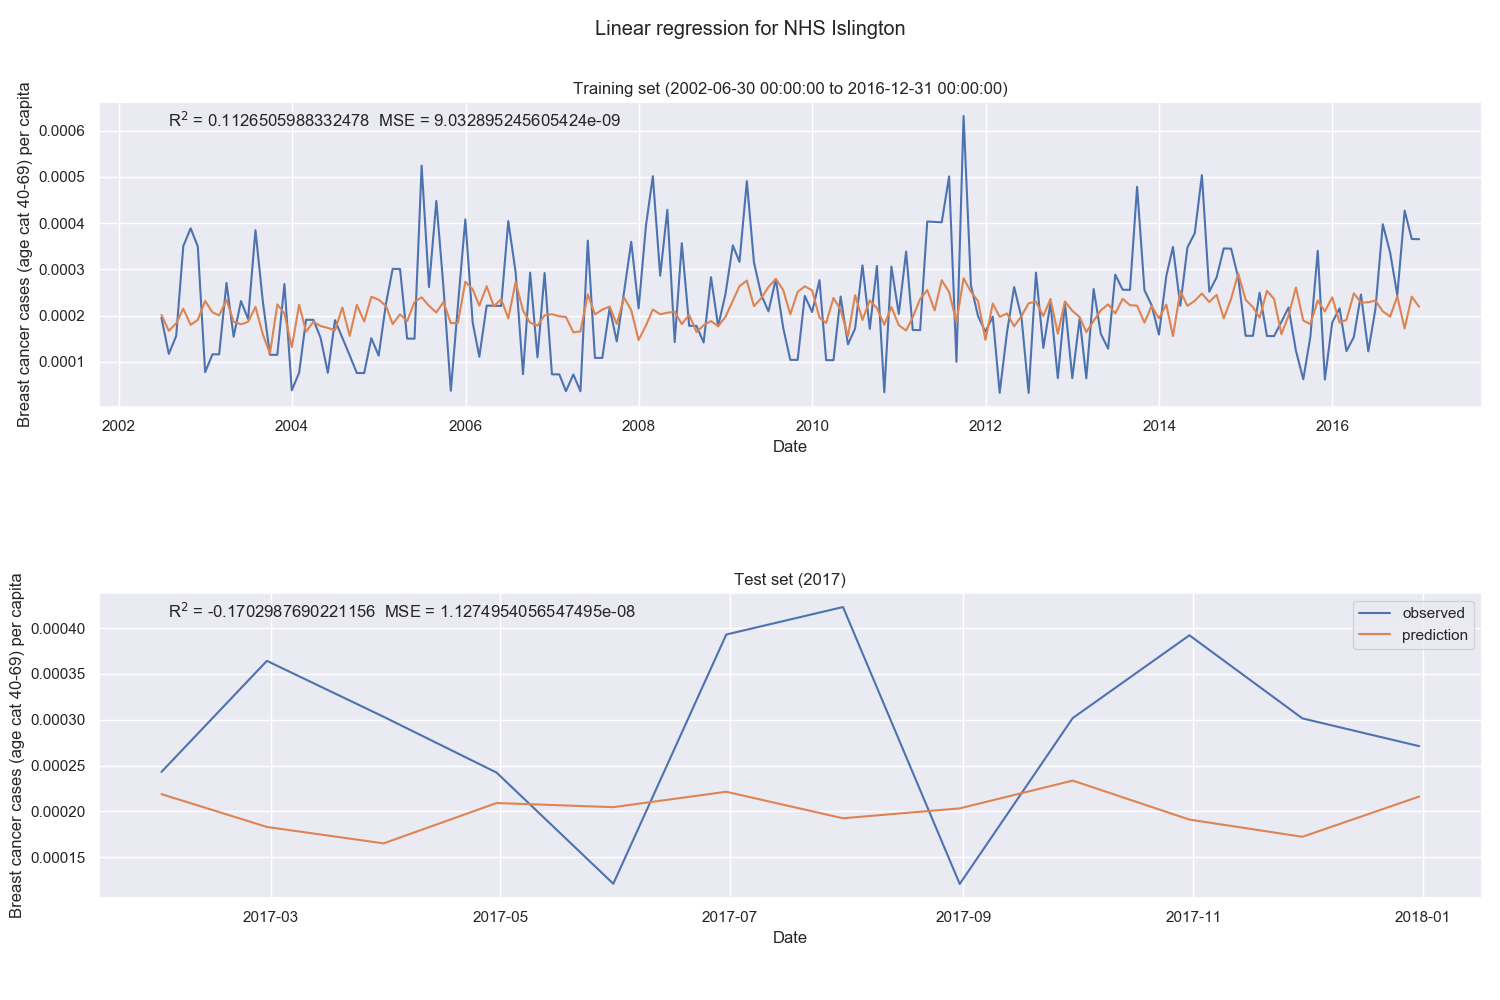 Linear regression for NHS Islington
Training set (2002-06-30 00:00:00 to 2016-12-31 00:00:00)
R² = 0.1126505988332478  MSE = 9.032895245605424e-09
Breast cancer cases (age cat 40-69) per capita
0.0006
0.0005
0.0004
0.0003
0.0002
0.0001
2002 2004 2006 2008 2010 2012 2014 2016
Date
Test set (2017)
R² = -0.1702987690221156  MSE = 1.1274954056547495e-08
observed
prediction
Breast cancer cases (age cat 40-69) per capita
0.00040
0.00035
0.00030
0.00025
0.00020
0.00015
2017-03 2017-05 2017-07 2017-09 2017-11 2018-01
Date